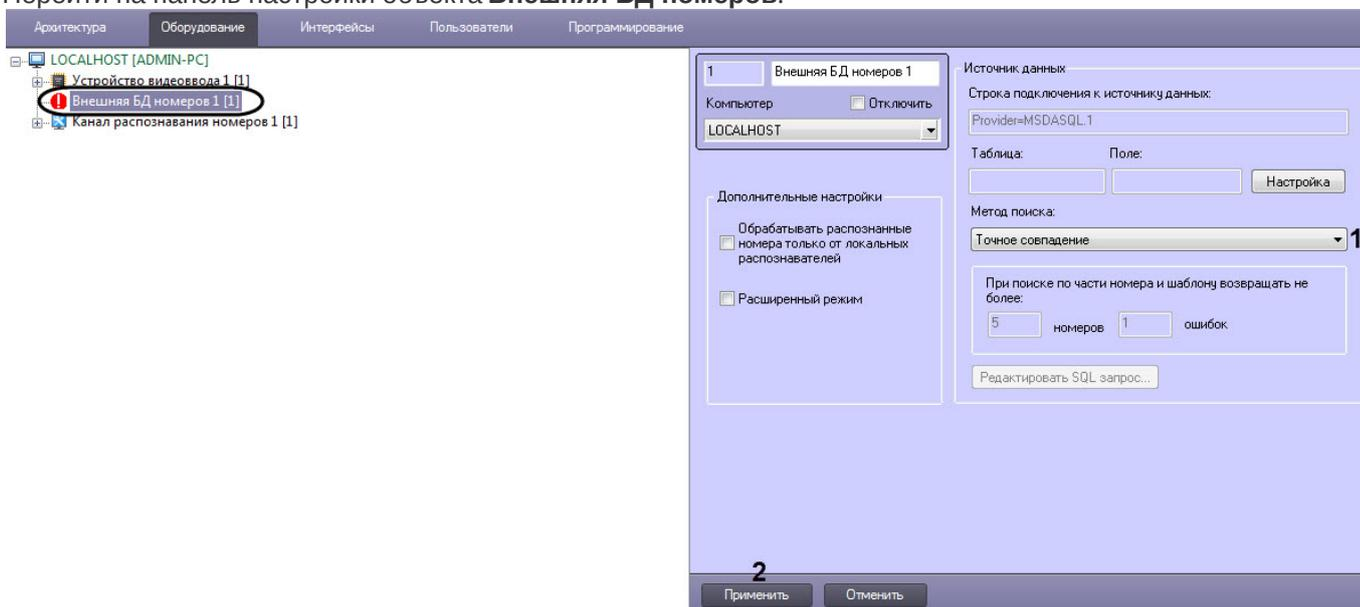 Перейти на панель настройки объекта Внешняя БД номеров.
Архитектура Оборудование Интерфейсы Пользователи Программирование
LOCALHOST [ADMIN-PC]
Устройство видеоввода 1 [1]
Внешняя БД номеров 1 [1]
Канал распознавания номеров 1 [1]
1 Внешняя БД номеров 1
Компьютер Отключить
LOCALHOST
Дополнительные настройки
Обрабатывать распознанные
номера только от локальных
распознавателей
Расширенный режим
Источник данных
Строка подключения к источнику данных:
Provider=MSDASQL.1
Таблица: Поле:
Настройка
Метод поиска:
Точное совпадение 1
При поиске по части номера и шаблону возвращать не
более:
5 номеров 1 ошибок
Редактировать SQL запрос...
2
Применить Отменить